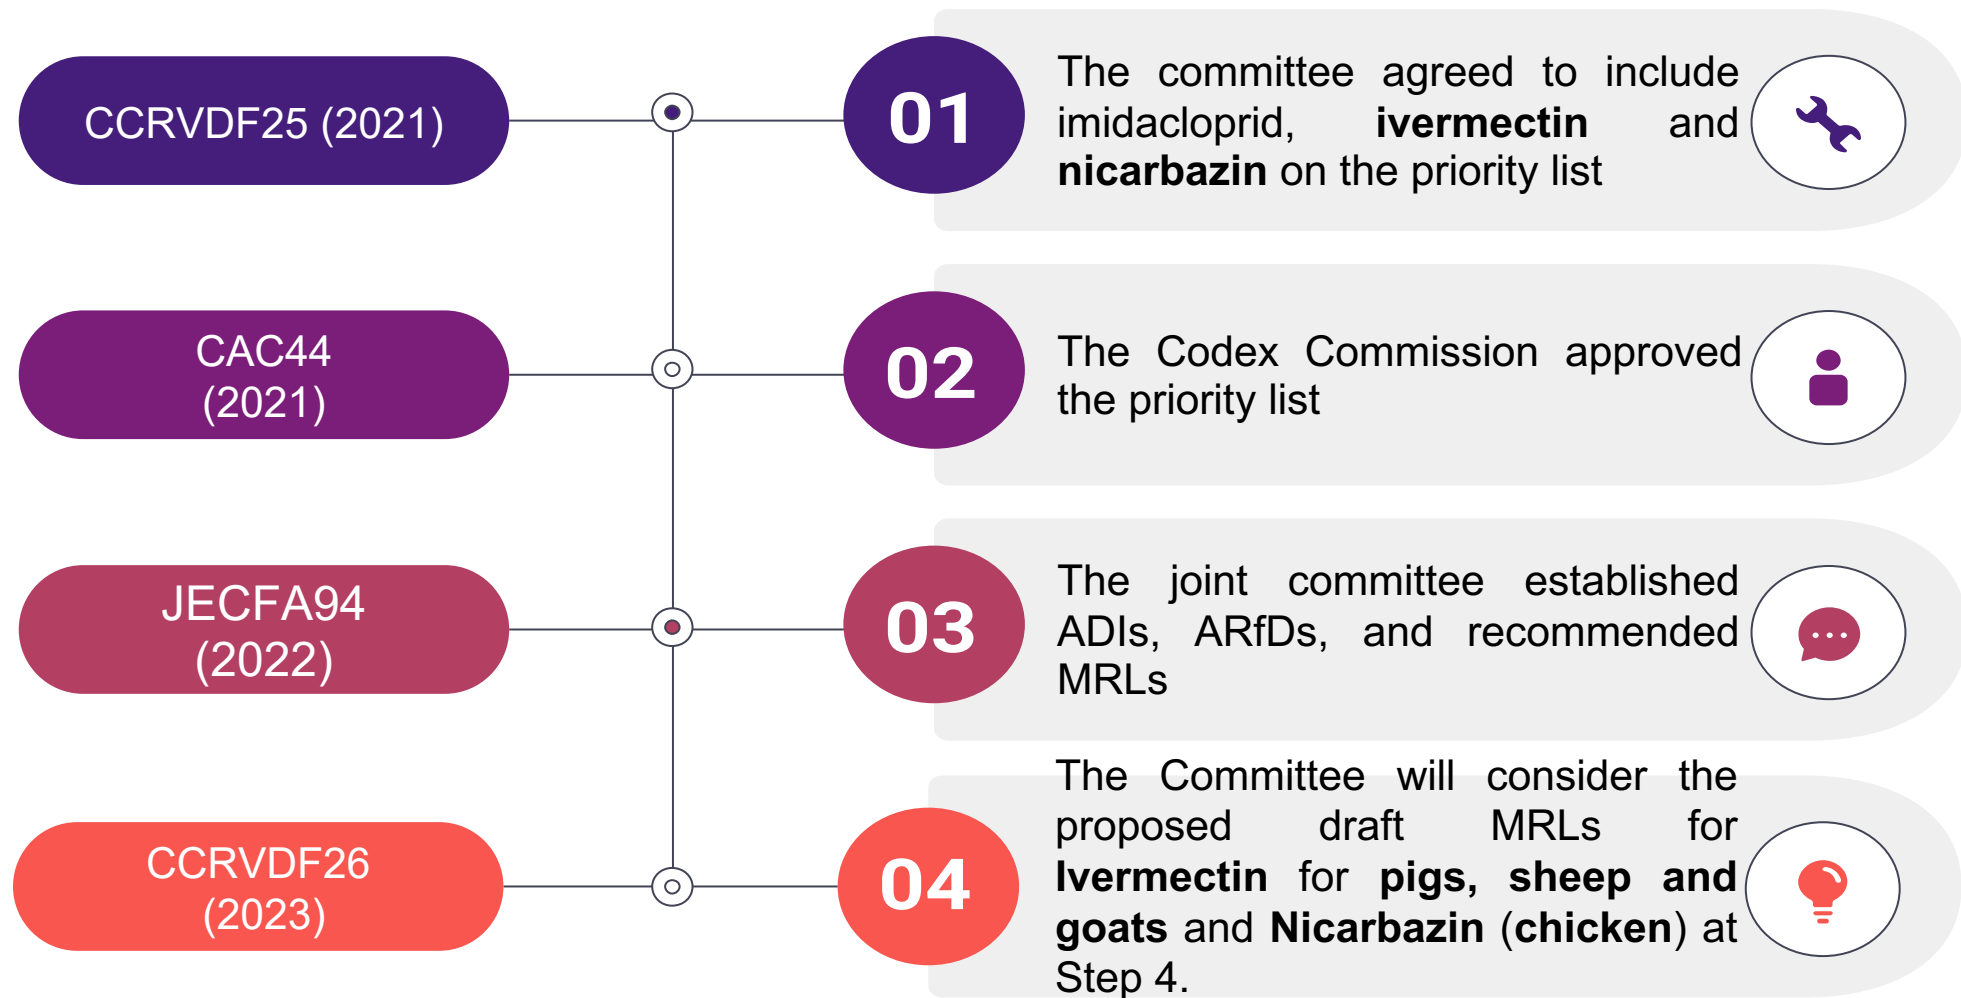 CCRVDF25 (2021)
01
The committee agreed to include
imidacloprid, ivermectin and
nicarbazin on the priority list
CAC44
(2021)
02
The Codex Commission approved
the priority list
JECFA94
(2022)
03
The joint committee established
ADIs, ARfDs, and recommended
MRLs
CCRVDF26
(2023)
04
The Committee will consider the
proposed draft MRLs for
Ivermectin for pigs, sheep and
goats and Nicarbazin (chicken) at
Step 4.